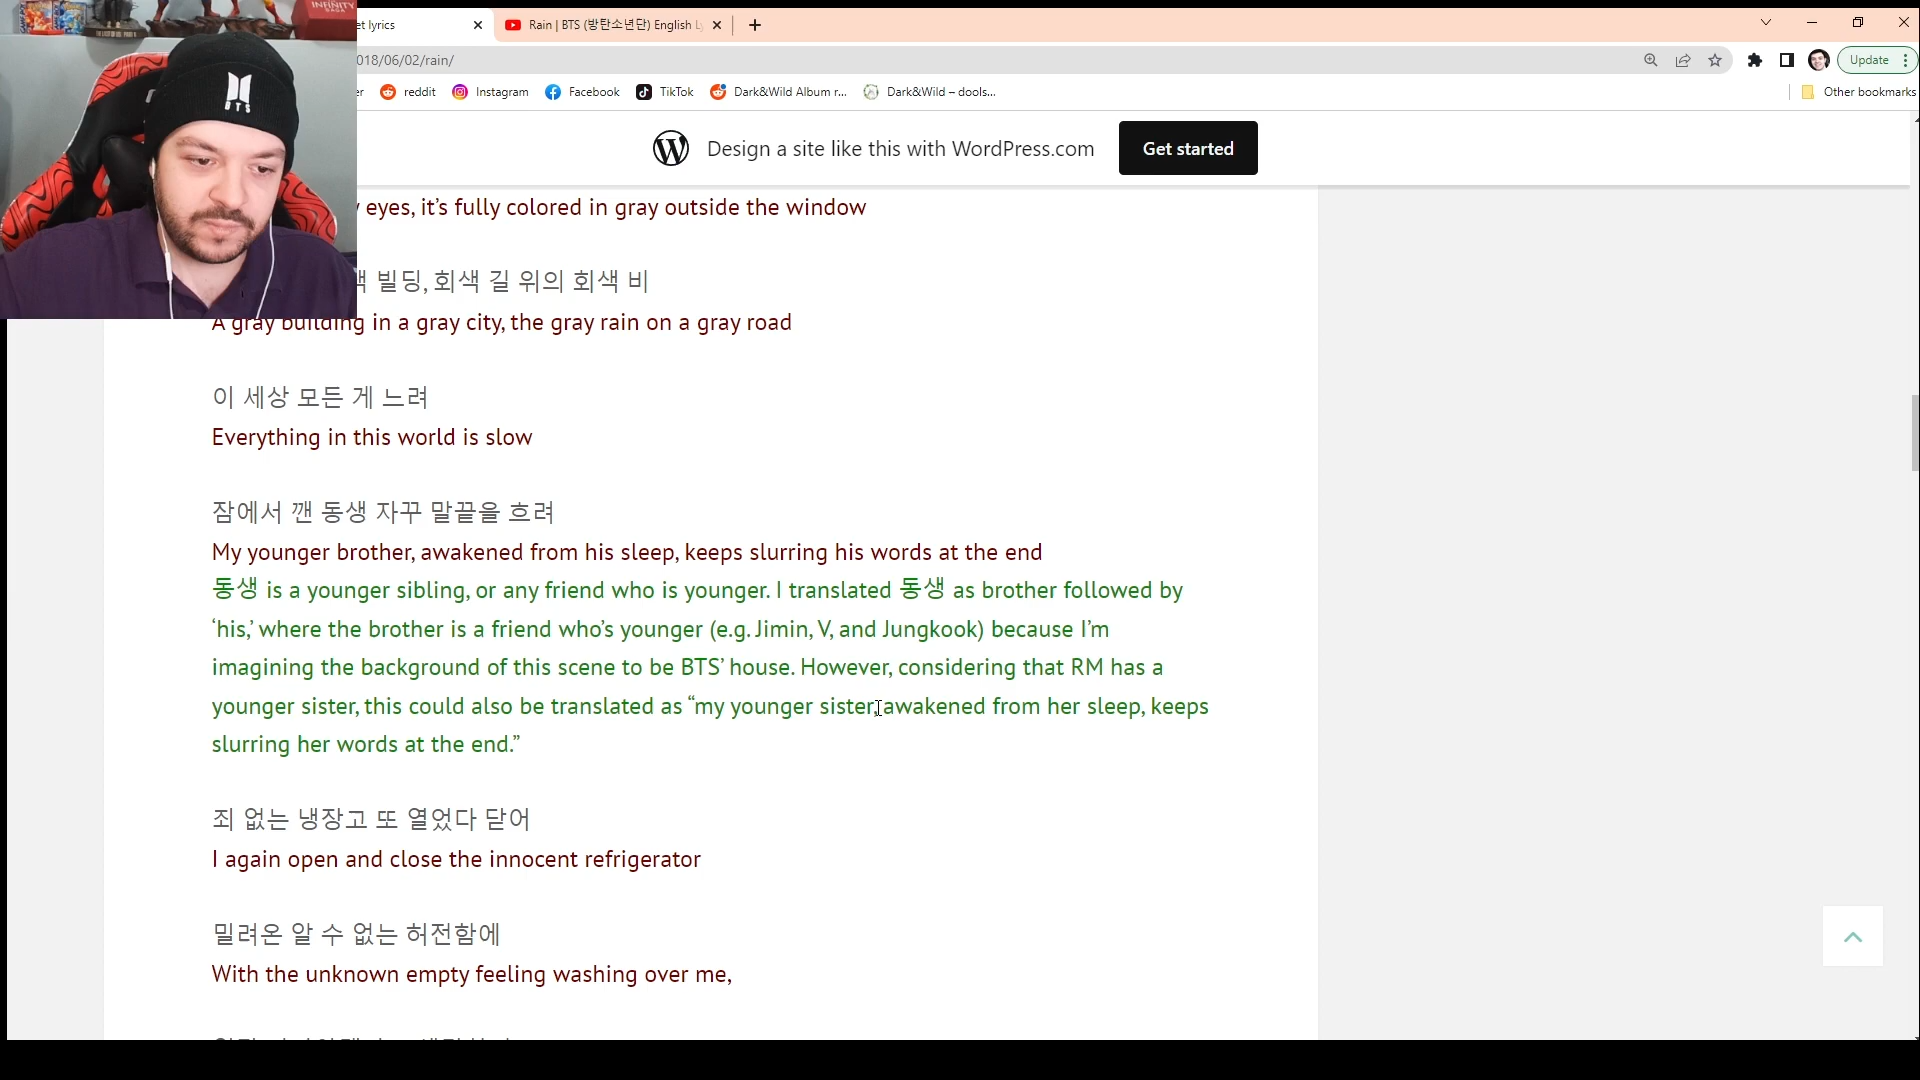 INFINITY
SAGA
BTS
et lyrics
Rain | BTS (방탄소년단) English Ly
018/06/02/rain/
Update
er
reddit
Instagram
Facebook
TikTok
Dark&Wild Album r...
Dark&Wild – dools...
Other bookmarks
Design a site like this with WordPress.com
Get started
y eyes, it’s fully colored in gray outside the window
색 빌딩, 회색 길 위의 회색 비
A gray building in a gray city, the gray rain on a gray road
이 세상 모든 게 느려
Everything in this world is slow
잠에서 깬 동생 자꾸 말끝을 흐려
My younger brother, awakened from his sleep, keeps slurring his words at the end
동생 is a younger sibling, or any friend who is younger. I translated 동생 as brother followed by
‘his,’ where the brother is a friend who’s younger (e.g. Jimin, V, and Jungkook) because I’m
imagining the background of this scene to be BTS’ house. However, considering that RM has a
younger sister, this could also be translated as “my younger sister, awakened from her sleep, keeps
slurring her words at the end.”
죄 없는 냉장고 또 열었다 닫어
I again open and close the innocent refrigerator
밀려온 알 수 없는 허전함에
With the unknown empty feeling washing over me,